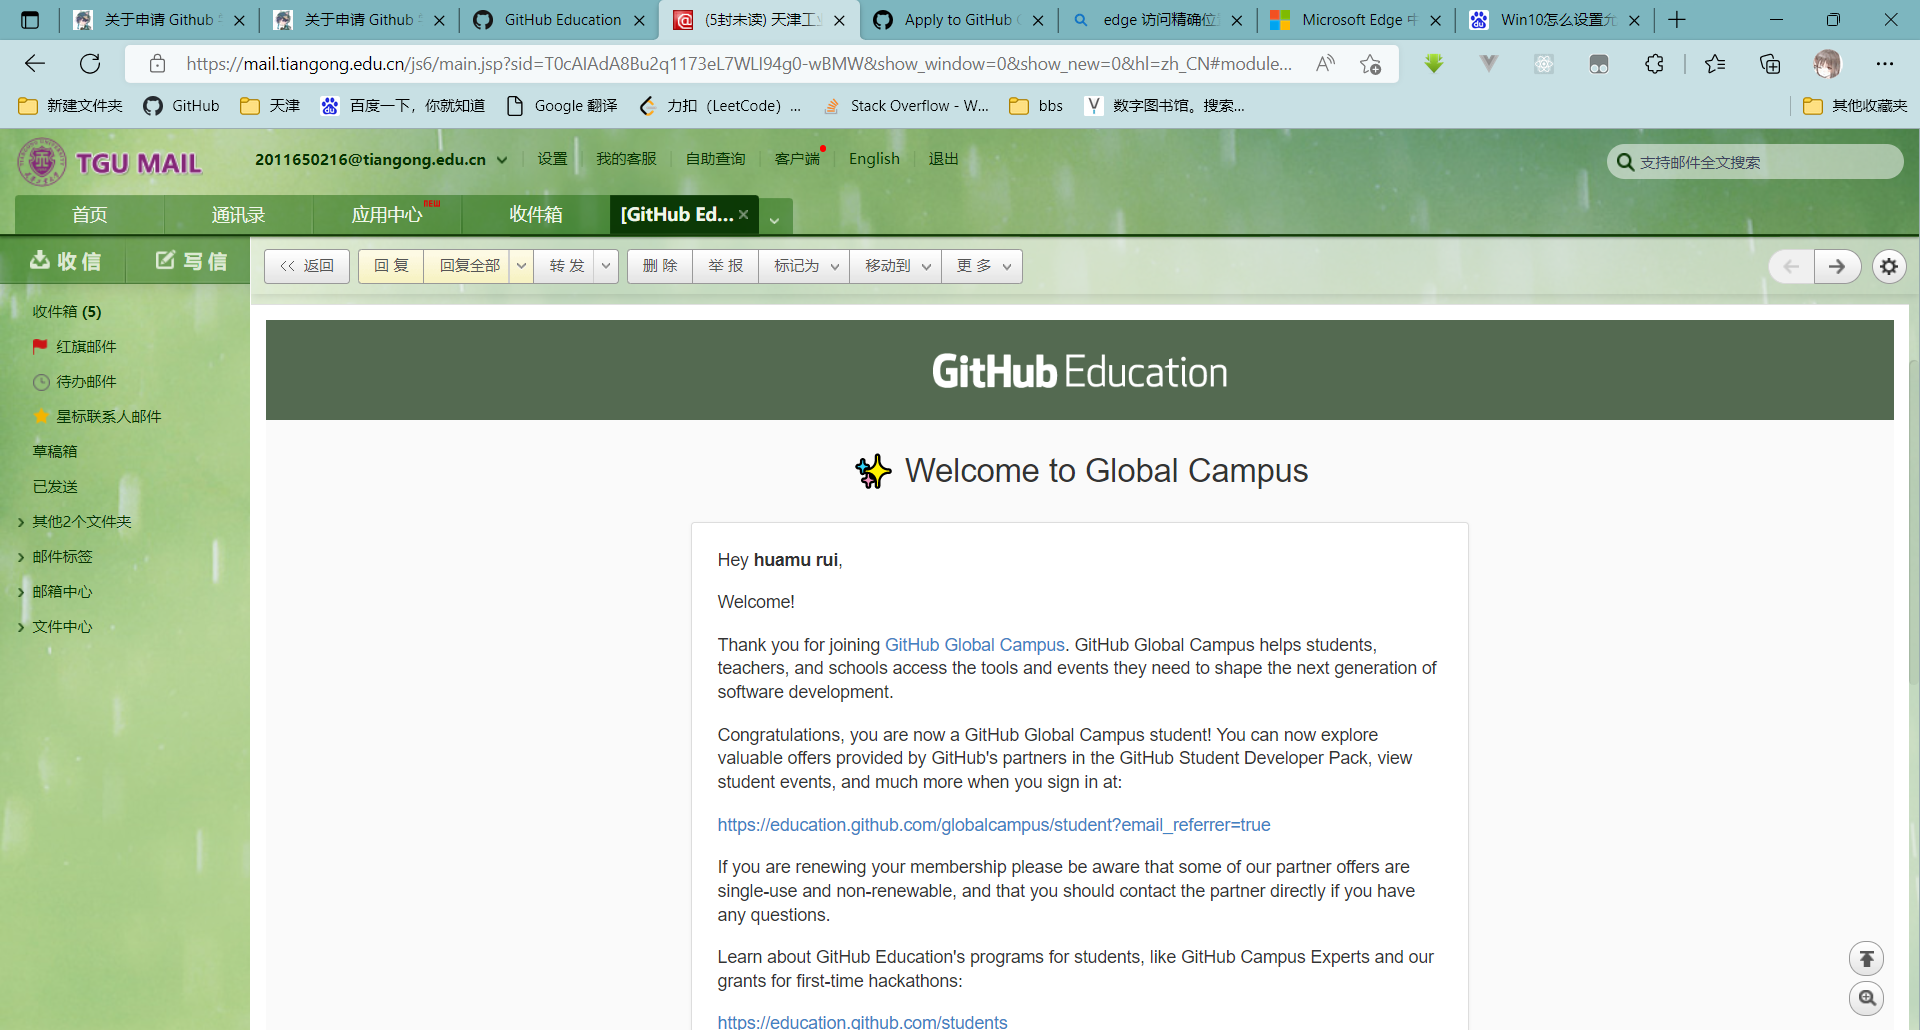 关于申请 Github
关于申请 Github
GitHub Education
(5封未读) 天津工业
Apply to GitHub
edge 访问精确位
Microsoft Edge 中
Win10怎么设置允
https://mail.tiangong.edu.cn/js6/main.jsp?sid=T0cAIAdA8Bu2q1173eL7WLI94g0-wBMW&show_window=0&show_new=0&hl=zh_CN#module...
新建文件夹
GitHub
天津
百度一下，你就知道
Google 翻译
力扣（LeetCode）...
Stack Overflow - W...
bbs
数字图书馆。搜索...
其他收藏夹
TGU MAIL
2011650216@tiangong.edu.cn
设置
我的客服
自助查询
客户端
English
退出
支持邮件全文搜索
首页
通讯录
应用中心
NEW
收件箱
[GitHub Ed...
收信
写信
<< 返回
回复
回复全部
转发
删除
举报
标记为
移动到
更多
收件箱 (5)
红旗邮件
待办邮件
星标联系人邮件
草稿箱
已发送
其他2个文件夹
邮件标签
邮箱中心
文件中心
GitHub Education
Welcome to Global Campus
Hey huamu rui,
Welcome!
Thank you for joining GitHub Global Campus. GitHub Global Campus helps students,
teachers, and schools access the tools and events they need to shape the next generation of
software development.
Congratulations, you are now a GitHub Global Campus student! You can now explore
valuable offers provided by GitHub's partners in the GitHub Student Developer Pack, view
student events, and much more when you sign in at:
https://education.github.com/globalcampus/student?email_referrer=true
If you are renewing your membership please be aware that some of our partner offers are
single-use and non-renewable, and that you should contact the partner directly if you have
any questions.
Learn about GitHub Education's programs for students, like GitHub Campus Experts and our
grants for first-time hackathons:
https://education.github.com/students